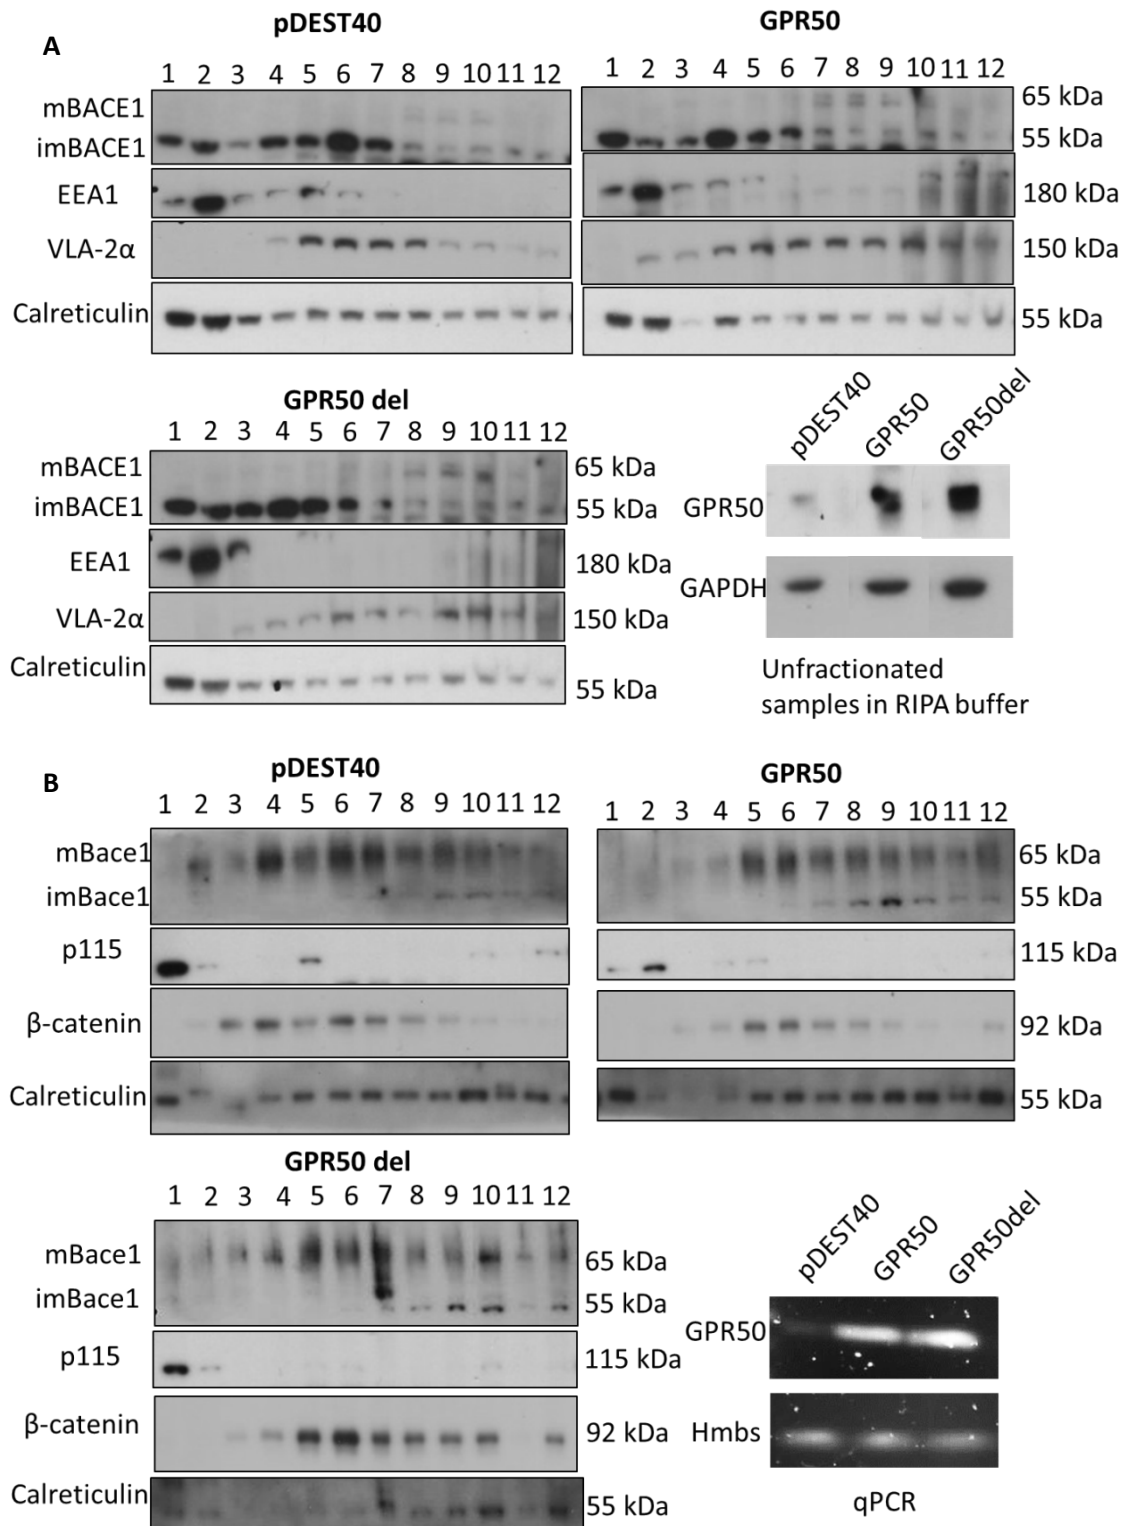 A
pDEST40
1 2 3 4 5 6 7 8 9 10 11 12
mBACE1
imBACE1
EEA1
VLA-2α
Calreticulin
GPR50
1 2 3 4 5 6 7 8 9 10 11 12
65 kDa
55 kDa
180 kDa
150 kDa
55 kDa
GPR50 del
1 2 3 4 5 6 7 8 9 10 11 12
mBACE1 65 kDa
imBACE1 55 kDa
EEA1 180 kDa
VLA-2α 150 kDa
Calreticulin 55 kDa
pDEST40 GPR50 GPR50del
GPR50
GAPDH
Unfractionated
samples in RIPA buffer
B
pDEST40
1 2 3 4 5 6 7 8 9 10 11 12
mBace1
imBace1
p115
β-catenin
Calreticulin
GPR50
1 2 3 4 5 6 7 8 9 10 11 12
65 kDa
55 kDa
115 kDa
92 kDa
55 kDa
GPR50 del
1 2 3 4 5 6 7 8 9 10 11 12
mBace1 65 kDa
imBace1 55 kDa
p115 115 kDa
β-catenin 92 kDa
Calreticulin 55 kDa
pDEST40 GPR50 GPR50del
GPR50
Hmbs
qPCR